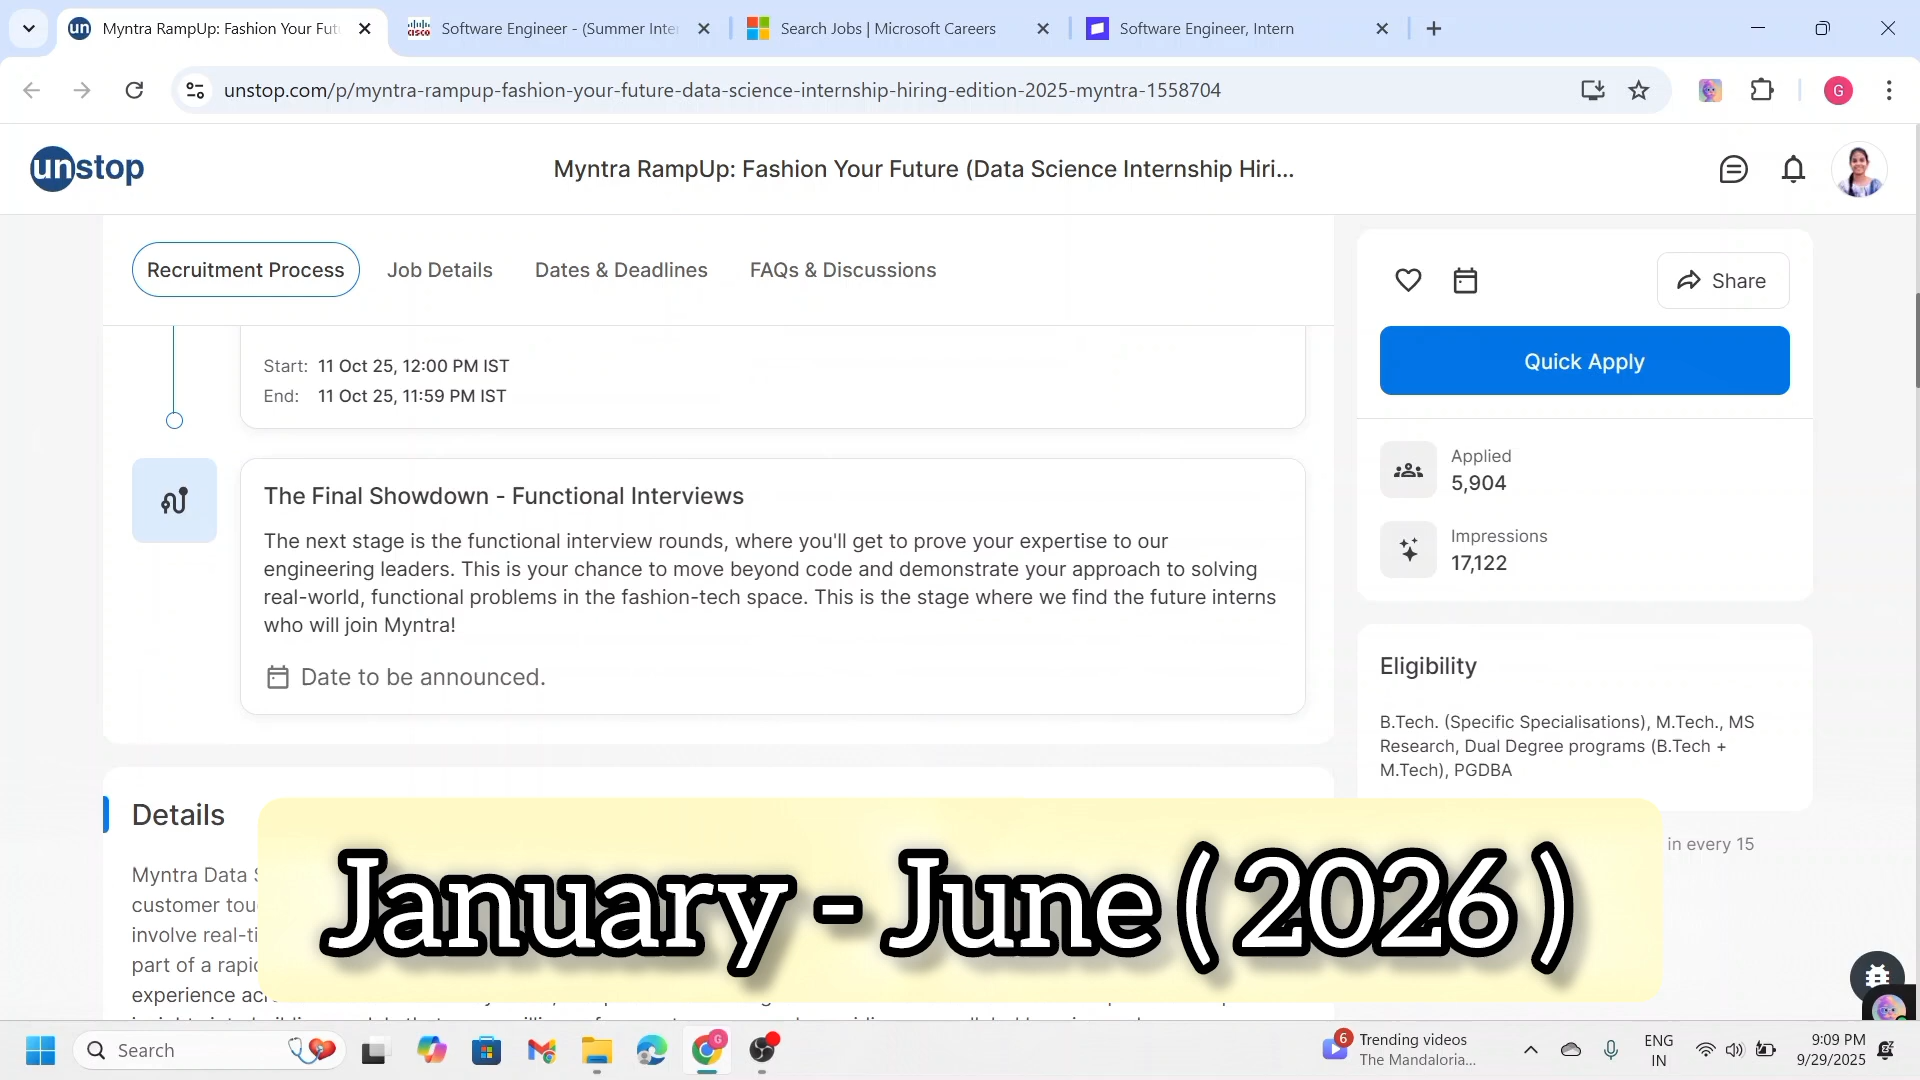 un Myntra RampUp: Fashion Your Fut
Software Engineer - (Summer Inter
Search Jobs | Microsoft Careers
Software Engineer, Intern
unstop.com/p/myntra-rampup-fashion-your-future-data-science-internship-hiring-edition-2025-myntra-1558704
G
unstop
Myntra RampUp: Fashion Your Future (Data Science Internship Hiri...
Recruitment Process
Job Details
Dates & Deadlines
FAQs & Discussions
Share
Start: 11 Oct 25, 12:00 PM IST
End: 11 Oct 25, 11:59 PM IST
Quick Apply
Applied
5,904
Impressions
17,122
The Final Showdown - Functional Interviews
The next stage is the functional interview rounds, where you'll get to prove your expertise to our
engineering leaders. This is your chance to move beyond code and demonstrate your approach to solving
real-world, functional problems in the fashion-tech space. This is the stage where we find the future interns
who will join Myntra!
Date to be announced.
Eligibility
B.Tech. (Specific Specialisations), M.Tech., MS
Research, Dual Degree programs (B.Tech +
M.Tech), PGDBA
in every 15
Details
Myntra Data
customer tou
involve real-ti
part of a rapid
experience
January - June ( 2026 )
Search
6
Trending videos
The Mandaloria...
ENG
IN
9:09 PM
9/29/2025